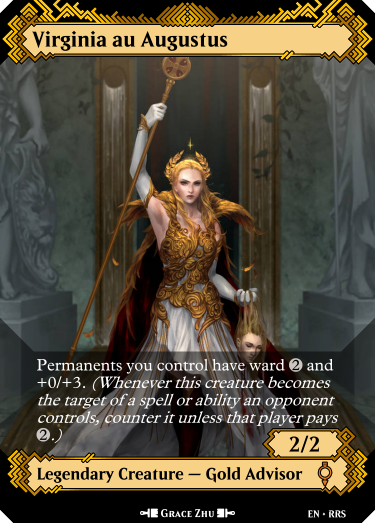 Virginia au Augustus
Permanents you control have ward 2 and
+0/+3. (Whenever this creature becomes
the target of a spell or ability an opponent
controls, counter it unless that player pays
2.)
2/2
Legendary Creature — Gold Advisor
Grace Zhu
EN • RRS